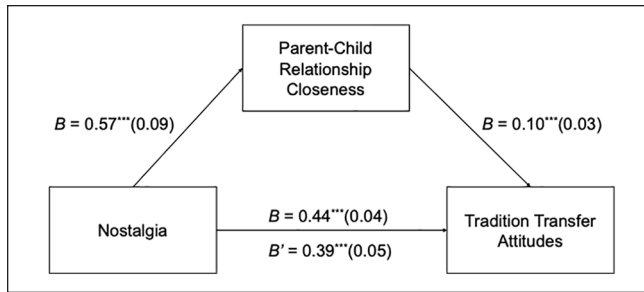 Parent-Child
Relationship
Closeness
B = 0.57***(0.09)
B = 0.10***(0.03)
Nostalgia
B = 0.44***(0.04)
B' = 0.39***(0.05)
Tradition Transfer
Attitudes